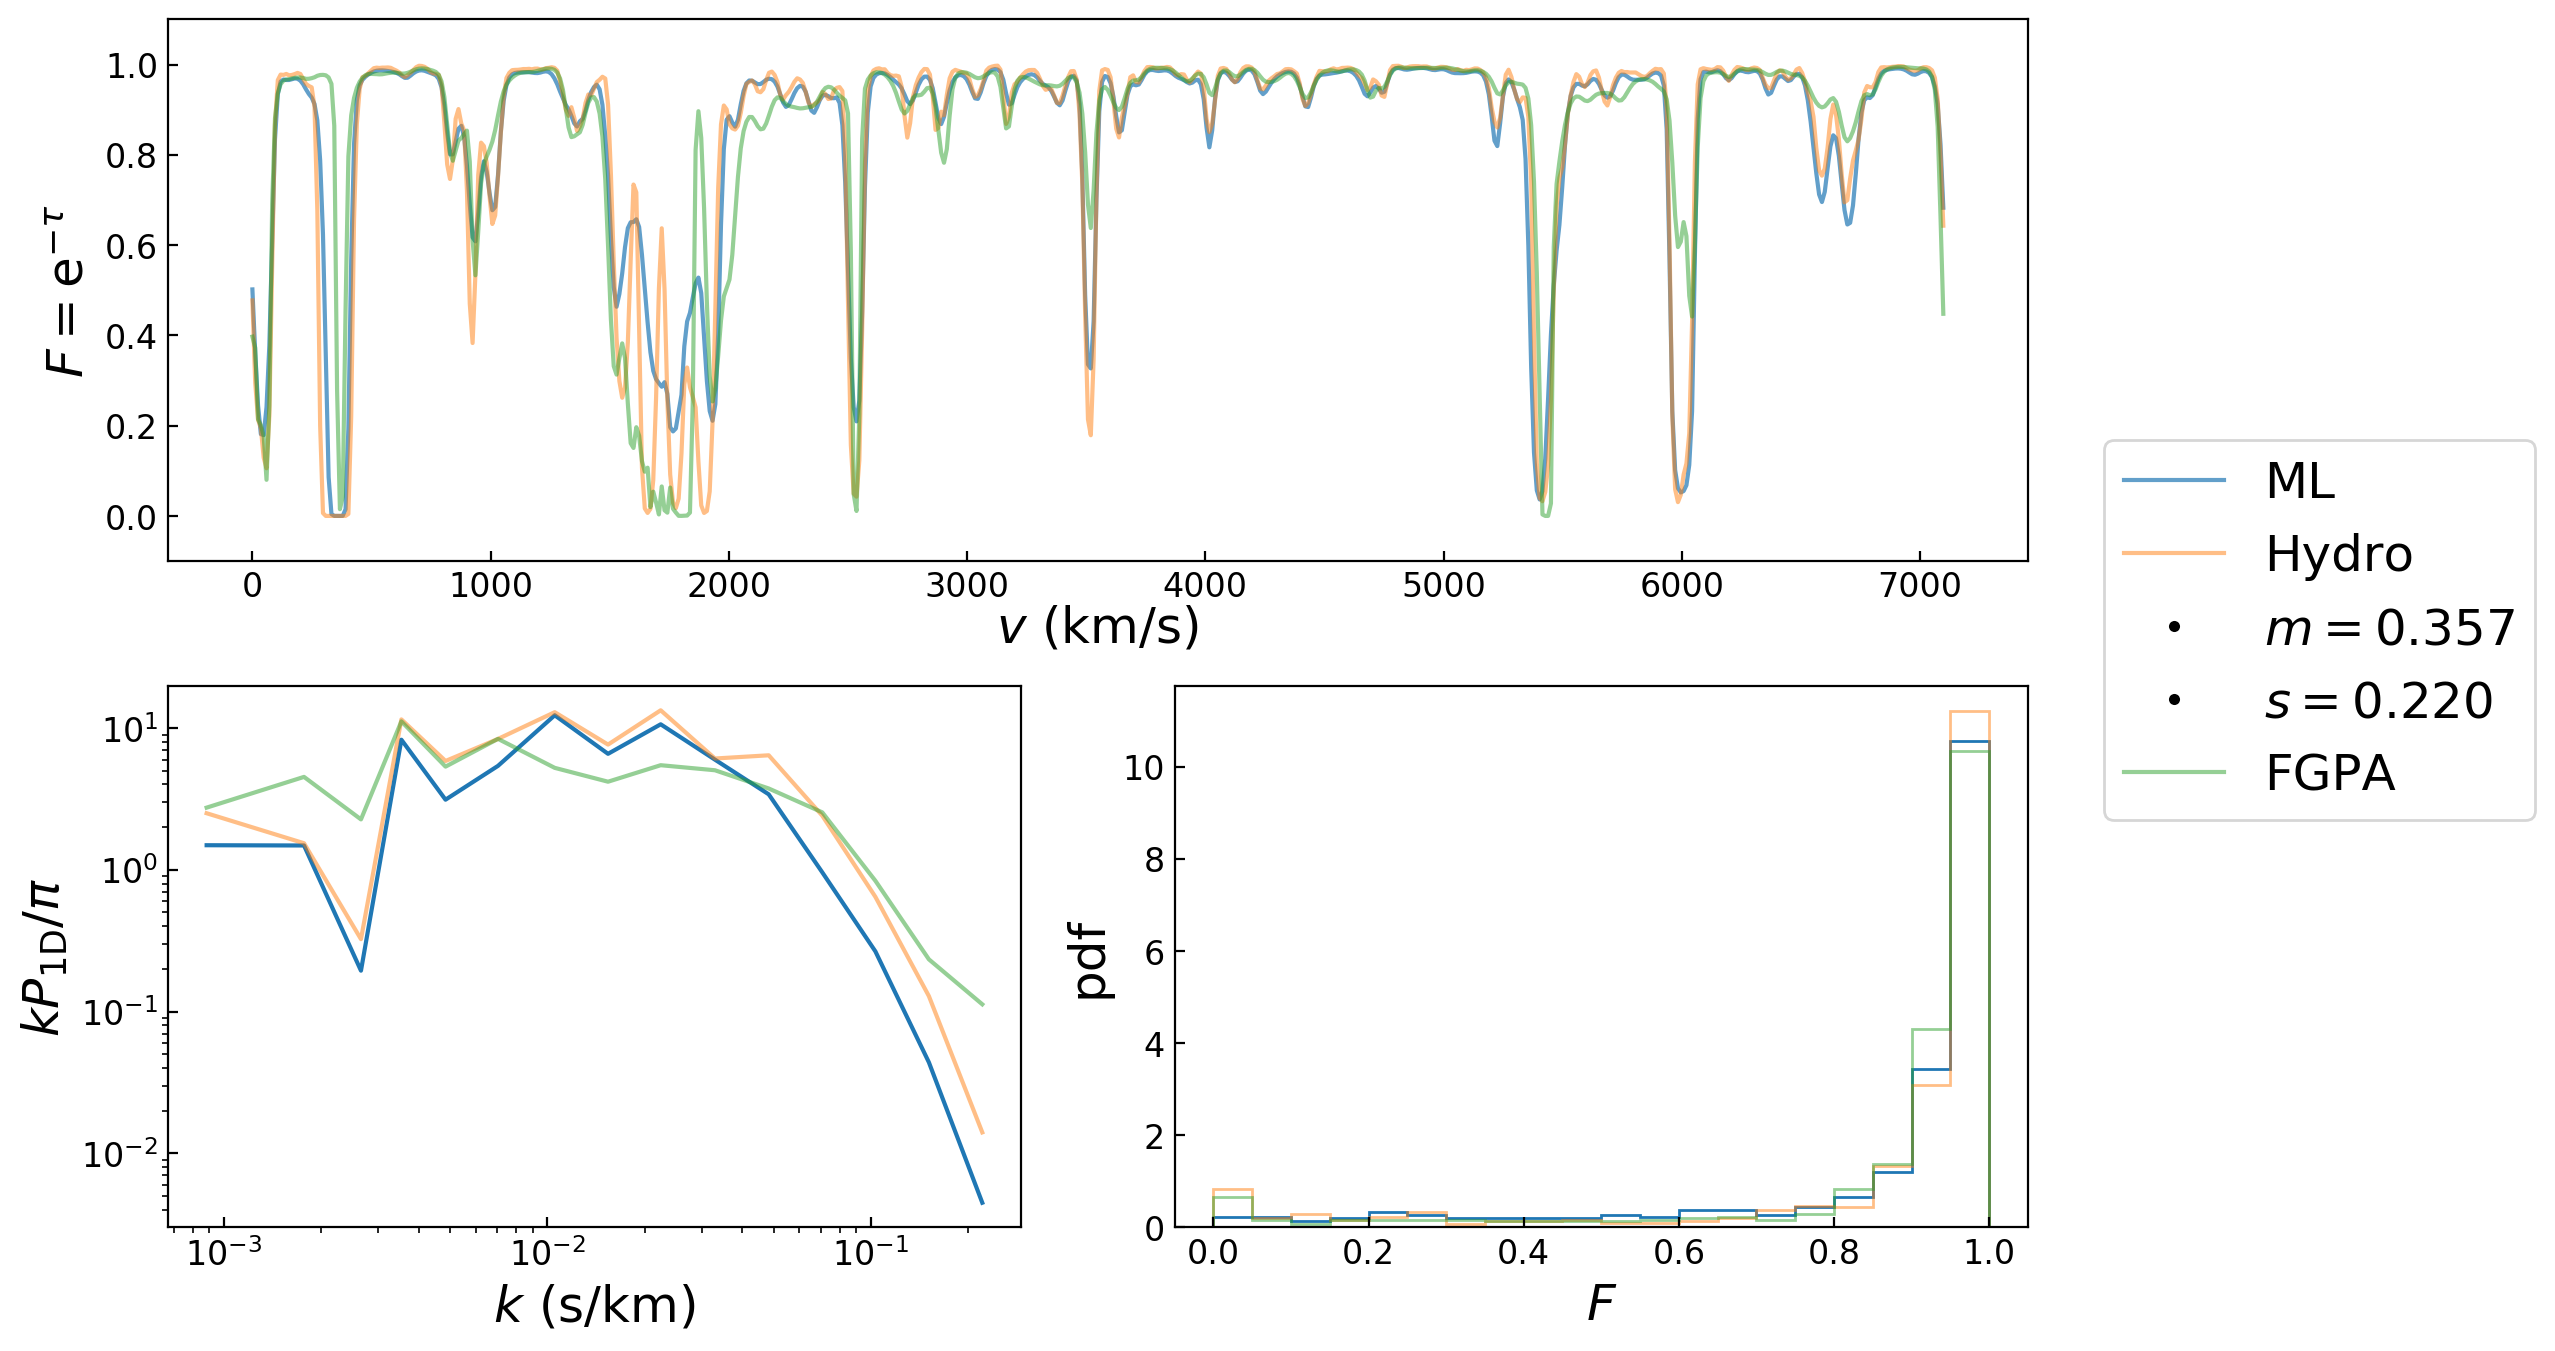 F = e^{−τ}
1.0
0.8
0.6
0.4
0.2
0.0
0 1000 2000 3000 4000 5000 6000 7000
v (km/s)
ML
Hydro
m = 0.357
s = 0.220
FGPA
kP_{1D}/π
10^1
10^0
10^{−1}
10^{−2}
10^{−3} 10^{−2} 10^{−1}
k (s/km)
pdf
10
8
6
4
2
0
0.0 0.2 0.4 0.6 0.8 1.0
F